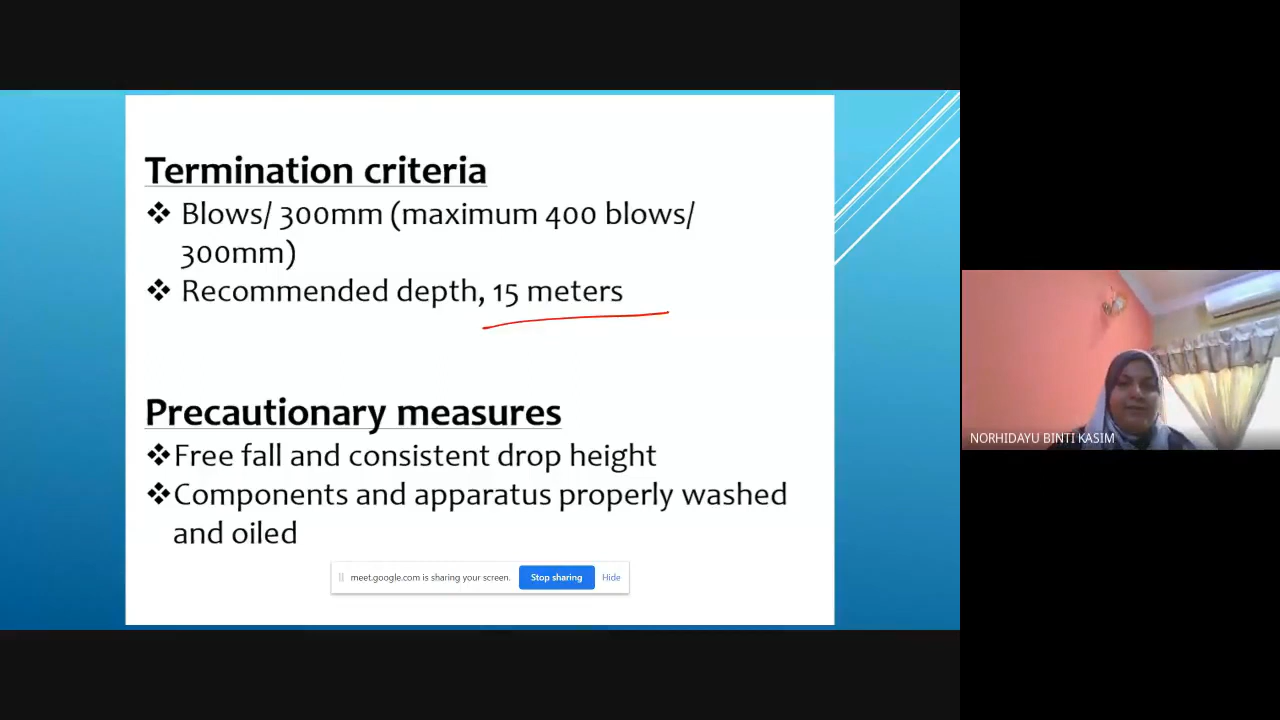 Termination criteria
❖ Blows/ 300mm (maximum 400 blows/
300mm)
❖ Recommended depth, 15 meters
Precautionary measures
❖Free fall and consistent drop height
❖Components and apparatus properly washed
and oiled
meet.google.com is sharing your screen. Stop sharing Hide
NORHIDAYU BINTI KASIM